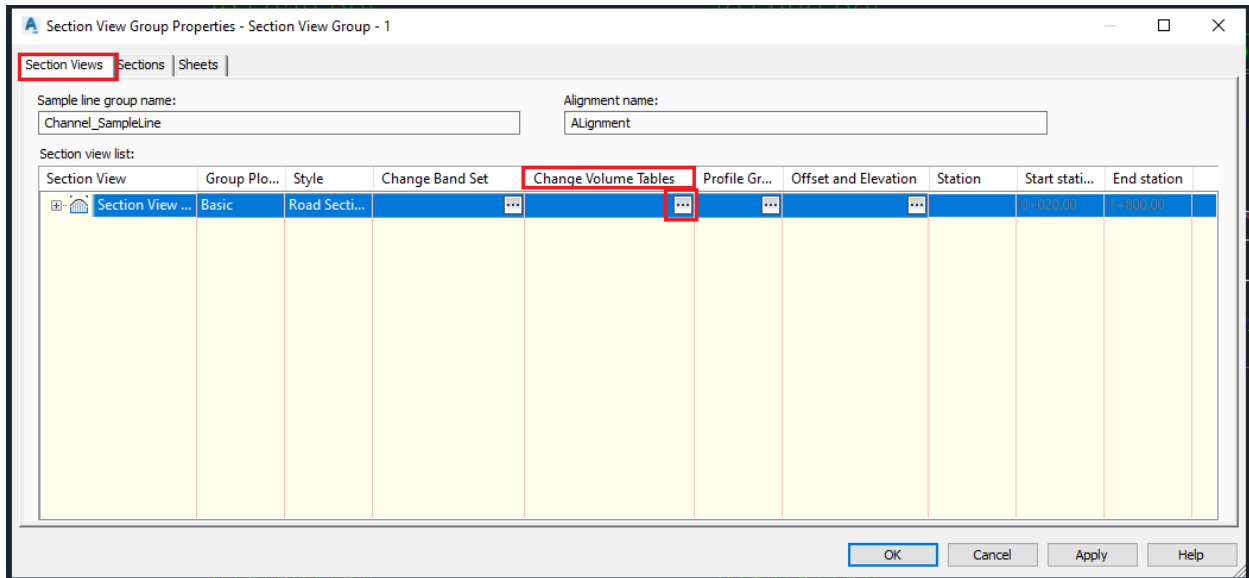 Section View Group Properties - Section View Group - 1
Section Views Sections Sheets
Sample line group name: Alignment name:
Channel_SampleLine ALignment
Section view list:
Section View Group Plo... Style Change Band Set Change Volume Tables Profile Gr... Offset and Elevation Station Start stati... End station
Section View ... Basic Road Secti... ... ... ... ... 0+020.00 1+800.00
OK Cancel Apply Help